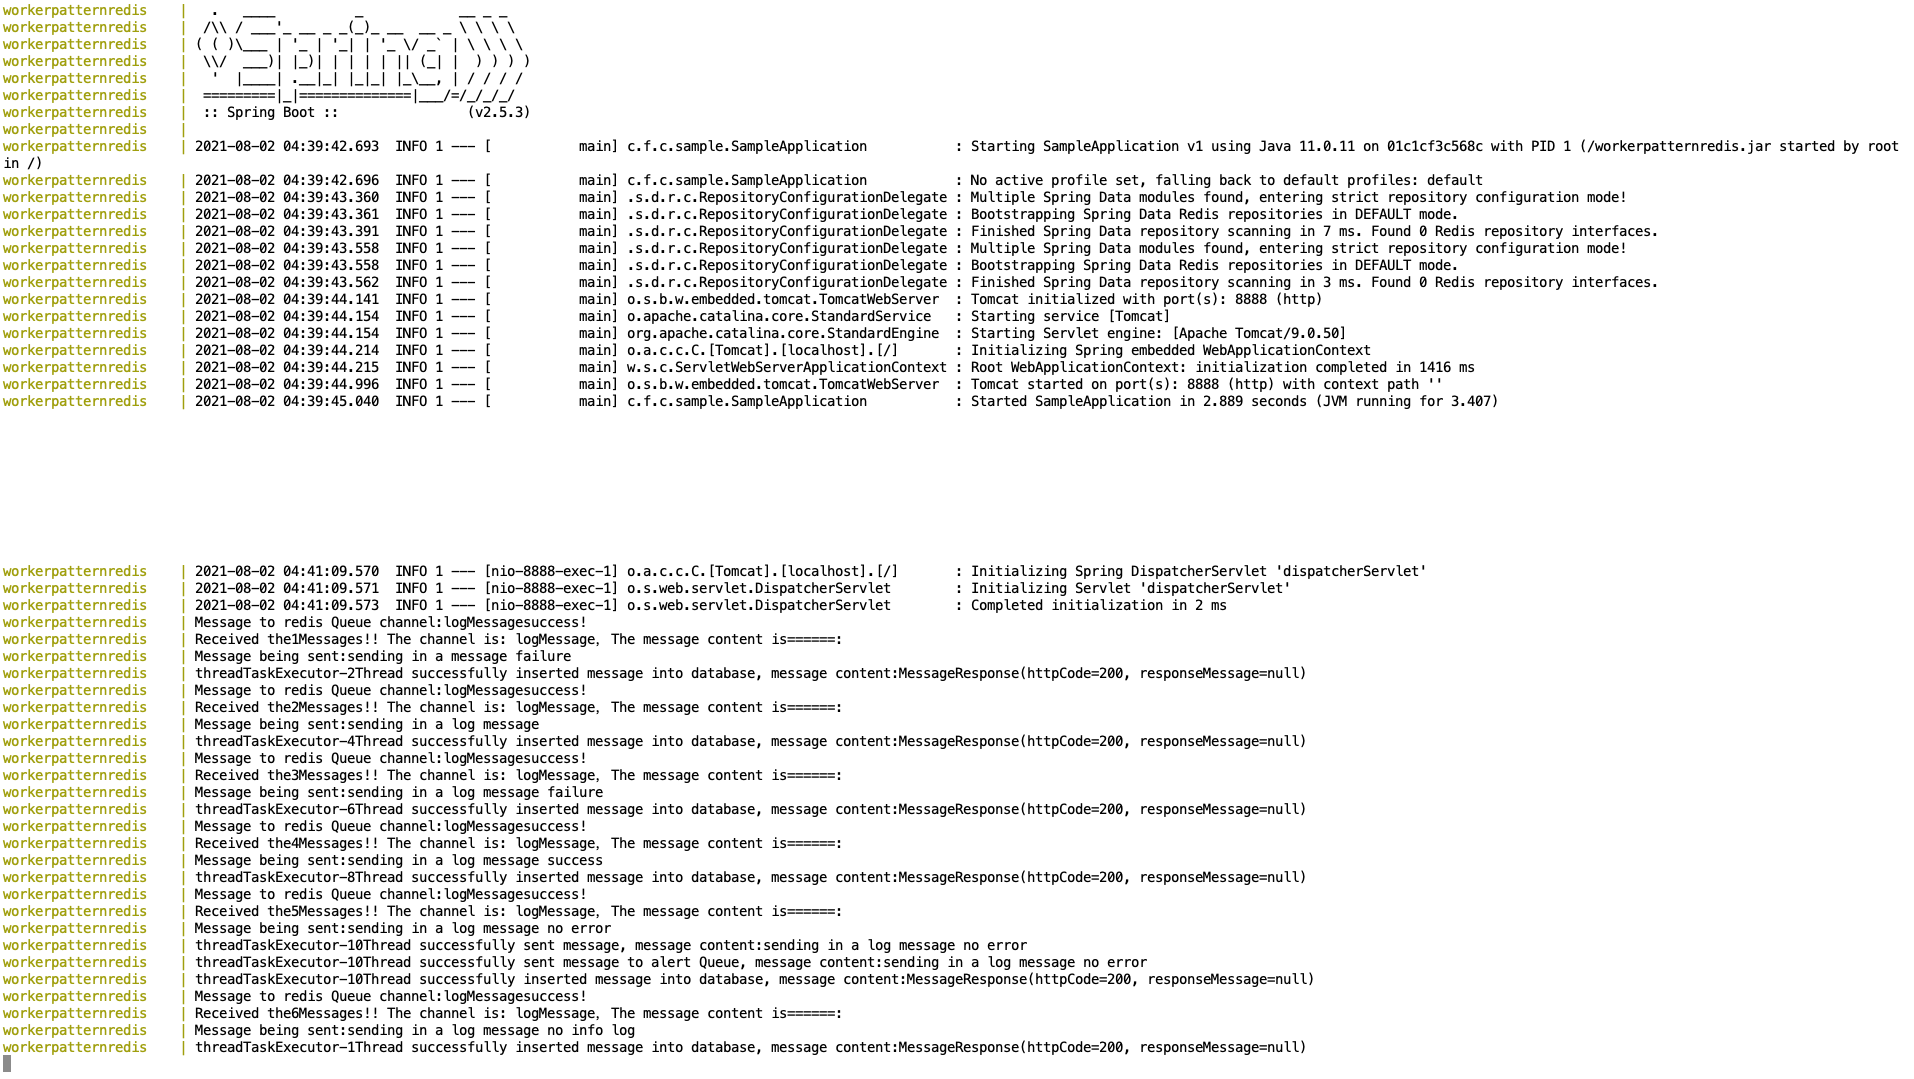 workerpatternredis    |   .   ____          _            __ _ _
workerpatternredis    |  /\\ / ___'_ __ _ _(_)_ __  __ _ \ \ \ \
workerpatternredis    | ( ( )\___ | '_ | '_| | '_ \/ _` | \ \ \ \
workerpatternredis    |  \\/  ___)| |_)| | | | | || (_| |  ) ) ) )
workerpatternredis    |   '  |____| .__|_| |_|_| |_\__, | / / / /
workerpatternredis    |  =========|_|==============|___/=/_/_/_/
workerpatternredis    |  :: Spring Boot ::                (v2.5.3)
workerpatternredis    |
workerpatternredis    | 2021-08-02 04:39:42.693  INFO 1 --- [           main] c.f.c.sample.SampleApplication           : Starting SampleApplication v1 using Java 11.0.11 on 01c1cf3c568c with PID 1 (/workerpatternredis.jar started by root
in /)
workerpatternredis    | 2021-08-02 04:39:42.696  INFO 1 --- [           main] c.f.c.sample.SampleApplication           : No active profile set, falling back to default profiles: default
workerpatternredis    | 2021-08-02 04:39:43.360  INFO 1 --- [           main] .s.d.r.c.RepositoryConfigurationDelegate : Multiple Spring Data modules found, entering strict repository configuration mode!
workerpatternredis    | 2021-08-02 04:39:43.361  INFO 1 --- [           main] .s.d.r.c.RepositoryConfigurationDelegate : Bootstrapping Spring Data Redis repositories in DEFAULT mode.
workerpatternredis    | 2021-08-02 04:39:43.391  INFO 1 --- [           main] .s.d.r.c.RepositoryConfigurationDelegate : Finished Spring Data repository scanning in 7 ms. Found 0 Redis repository interfaces.
workerpatternredis    | 2021-08-02 04:39:43.558  INFO 1 --- [           main] .s.d.r.c.RepositoryConfigurationDelegate : Multiple Spring Data modules found, entering strict repository configuration mode!
workerpatternredis    | 2021-08-02 04:39:43.558  INFO 1 --- [           main] .s.d.r.c.RepositoryConfigurationDelegate : Bootstrapping Spring Data Redis repositories in DEFAULT mode.
workerpatternredis    | 2021-08-02 04:39:43.562  INFO 1 --- [           main] .s.d.r.c.RepositoryConfigurationDelegate : Finished Spring Data repository scanning in 3 ms. Found 0 Redis repository interfaces.
workerpatternredis    | 2021-08-02 04:39:44.141  INFO 1 --- [           main] o.s.b.w.embedded.tomcat.TomcatWebServer  : Tomcat initialized with port(s): 8888 (http)
workerpatternredis    | 2021-08-02 04:39:44.154  INFO 1 --- [           main] o.apache.catalina.core.StandardService   : Starting service [Tomcat]
workerpatternredis    | 2021-08-02 04:39:44.154  INFO 1 --- [           main] org.apache.catalina.core.StandardEngine  : Starting Servlet engine: [Apache Tomcat/9.0.50]
workerpatternredis    | 2021-08-02 04:39:44.214  INFO 1 --- [           main] o.a.c.c.C.[Tomcat].[localhost].[/]       : Initializing Spring embedded WebApplicationContext
workerpatternredis    | 2021-08-02 04:39:44.215  INFO 1 --- [           main] w.s.c.ServletWebServerApplicationContext : Root WebApplicationContext: initialization completed in 1416 ms
workerpatternredis    | 2021-08-02 04:39:44.996  INFO 1 --- [           main] o.s.b.w.embedded.tomcat.TomcatWebServer  : Tomcat started on port(s): 8888 (http) with context path ''
workerpatternredis    | 2021-08-02 04:39:45.040  INFO 1 --- [           main] c.f.c.sample.SampleApplication           : Started SampleApplication in 2.889 seconds (JVM running for 3.407)
workerpatternredis    | 2021-08-02 04:41:09.570  INFO 1 --- [nio-8888-exec-1] o.a.c.c.C.[Tomcat].[localhost].[/]       : Initializing Spring DispatcherServlet 'dispatcherServlet'
workerpatternredis    | 2021-08-02 04:41:09.571  INFO 1 --- [nio-8888-exec-1] o.s.web.servlet.DispatcherServlet        : Initializing Servlet 'dispatcherServlet'
workerpatternredis    | 2021-08-02 04:41:09.573  INFO 1 --- [nio-8888-exec-1] o.s.web.servlet.DispatcherServlet        : Completed initialization in 2 ms
workerpatternredis    | Message to redis Queue channel:logMessagesuccess!
workerpatternredis    | Received the1Messages!! The channel is: logMessage, The message content is======:
workerpatternredis    | Message being sent:sending in a message failure
workerpatternredis    | threadTaskExecutor-2Thread successfully inserted message into database, message content:MessageResponse(httpCode=200, responseMessage=null)
workerpatternredis    | Message to redis Queue channel:logMessagesuccess!
workerpatternredis    | Received the2Messages!! The channel is: logMessage, The message content is======:
workerpatternredis    | Message being sent:sending in a log message
workerpatternredis    | threadTaskExecutor-4Thread successfully inserted message into database, message content:MessageResponse(httpCode=200, responseMessage=null)
workerpatternredis    | Message to redis Queue channel:logMessagesuccess!
workerpatternredis    | Received the3Messages!! The channel is: logMessage, The message content is======:
workerpatternredis    | Message being sent:sending in a log message failure
workerpatternredis    | threadTaskExecutor-6Thread successfully inserted message into database, message content:MessageResponse(httpCode=200, responseMessage=null)
workerpatternredis    | Message to redis Queue channel:logMessagesuccess!
workerpatternredis    | Received the4Messages!! The channel is: logMessage, The message content is======:
workerpatternredis    | Message being sent:sending in a log message success
workerpatternredis    | threadTaskExecutor-8Thread successfully inserted message into database, message content:MessageResponse(httpCode=200, responseMessage=null)
workerpatternredis    | Message to redis Queue channel:logMessagesuccess!
workerpatternredis    | Received the5Messages!! The channel is: logMessage, The message content is======:
workerpatternredis    | Message being sent:sending in a log message no error
workerpatternredis    | threadTaskExecutor-10Thread successfully sent message, message content:sending in a log message no error
workerpatternredis    | threadTaskExecutor-10Thread successfully sent message to alert Queue, message content:sending in a log message no error
workerpatternredis    | threadTaskExecutor-10Thread successfully inserted message into database, message content:MessageResponse(httpCode=200, responseMessage=null)
workerpatternredis    | Message to redis Queue channel:logMessagesuccess!
workerpatternredis    | Received the6Messages!! The channel is: logMessage, The message content is======:
workerpatternredis    | Message being sent:sending in a log message no info log
workerpatternredis    | threadTaskExecutor-1Thread successfully inserted message into database, message content:MessageResponse(httpCode=200, responseMessage=null)